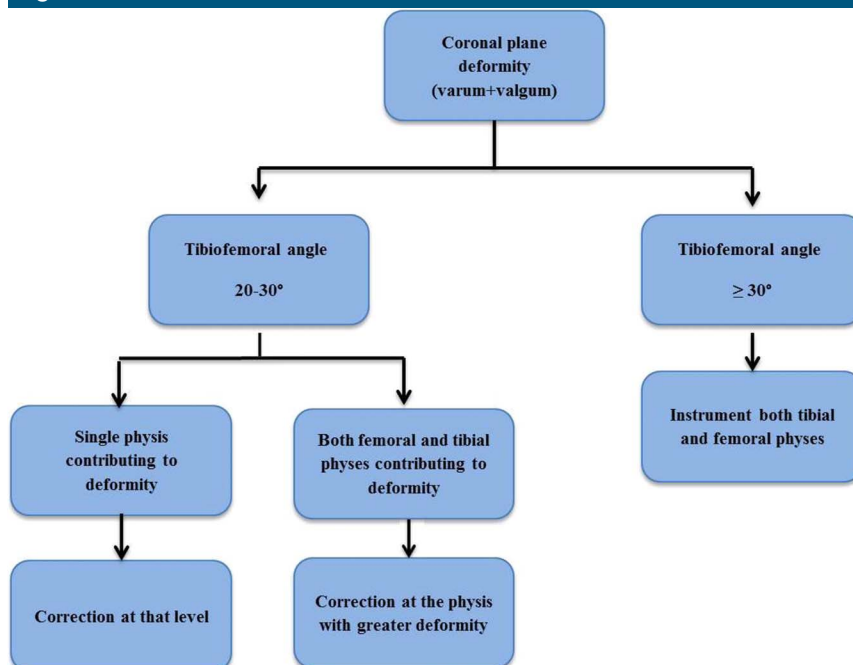 Coronal plane
deformity
(varum+valgum)
Tibiofemoral angle
20-30°
Tibiofemoral angle
≥ 30°
Single physis
contributing to
deformity
Both femoral and tibial
physes contributing to
deformity
Instrument both tibial
and femoral physes
Correction at that level
Correction at the physis
with greater deformity